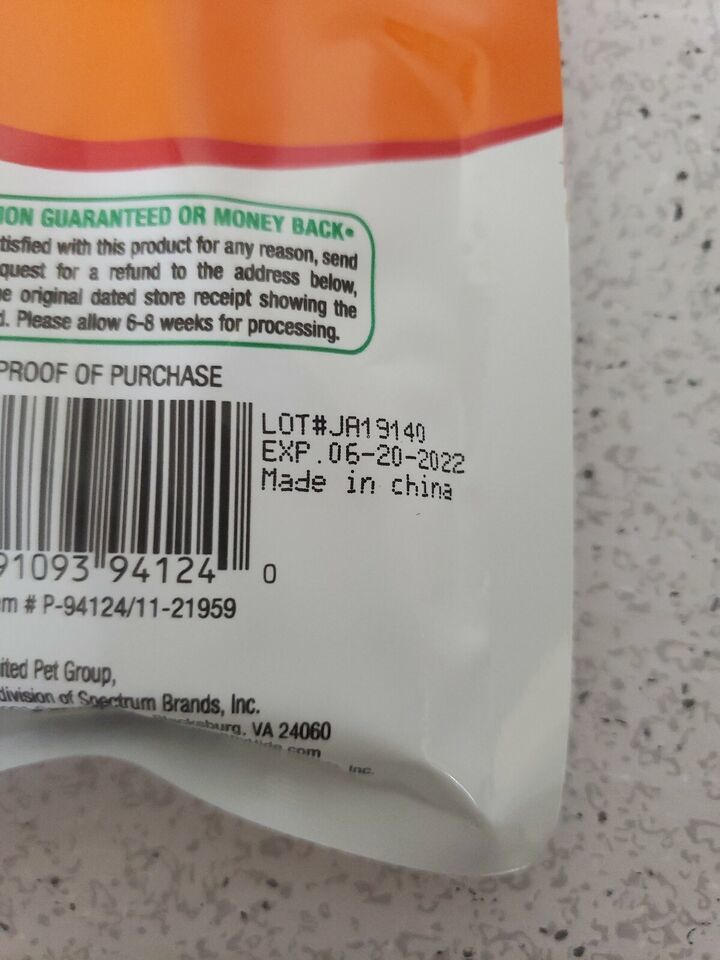 ION GUARANTEED OR MONEY BACK•
tisfied with this product for any reason, send
quest for a refund to the address below,
e original dated store receipt showing the
d. Please allow 6-8 weeks for processing.
PROOF OF PURCHASE
LOT#JA19140
EXP.06-20-2022
Made in china
91093 94124 0
m # P-94124/11-21959
ited Pet Group,
division of Spectrum Brands, Inc.
Blacksburg, VA 24060
.com
Inc.